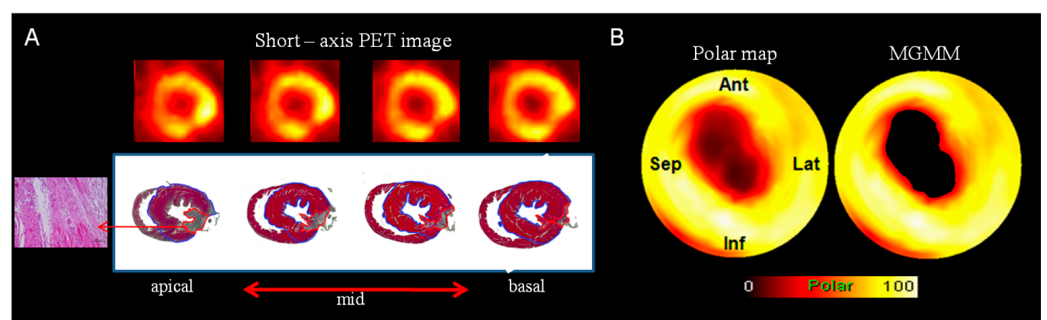 A
Short – axis PET image
apical
mid
basal
B
Polar map
MGMM
Ant
Sep
Lat
Inf
0
Polar
100